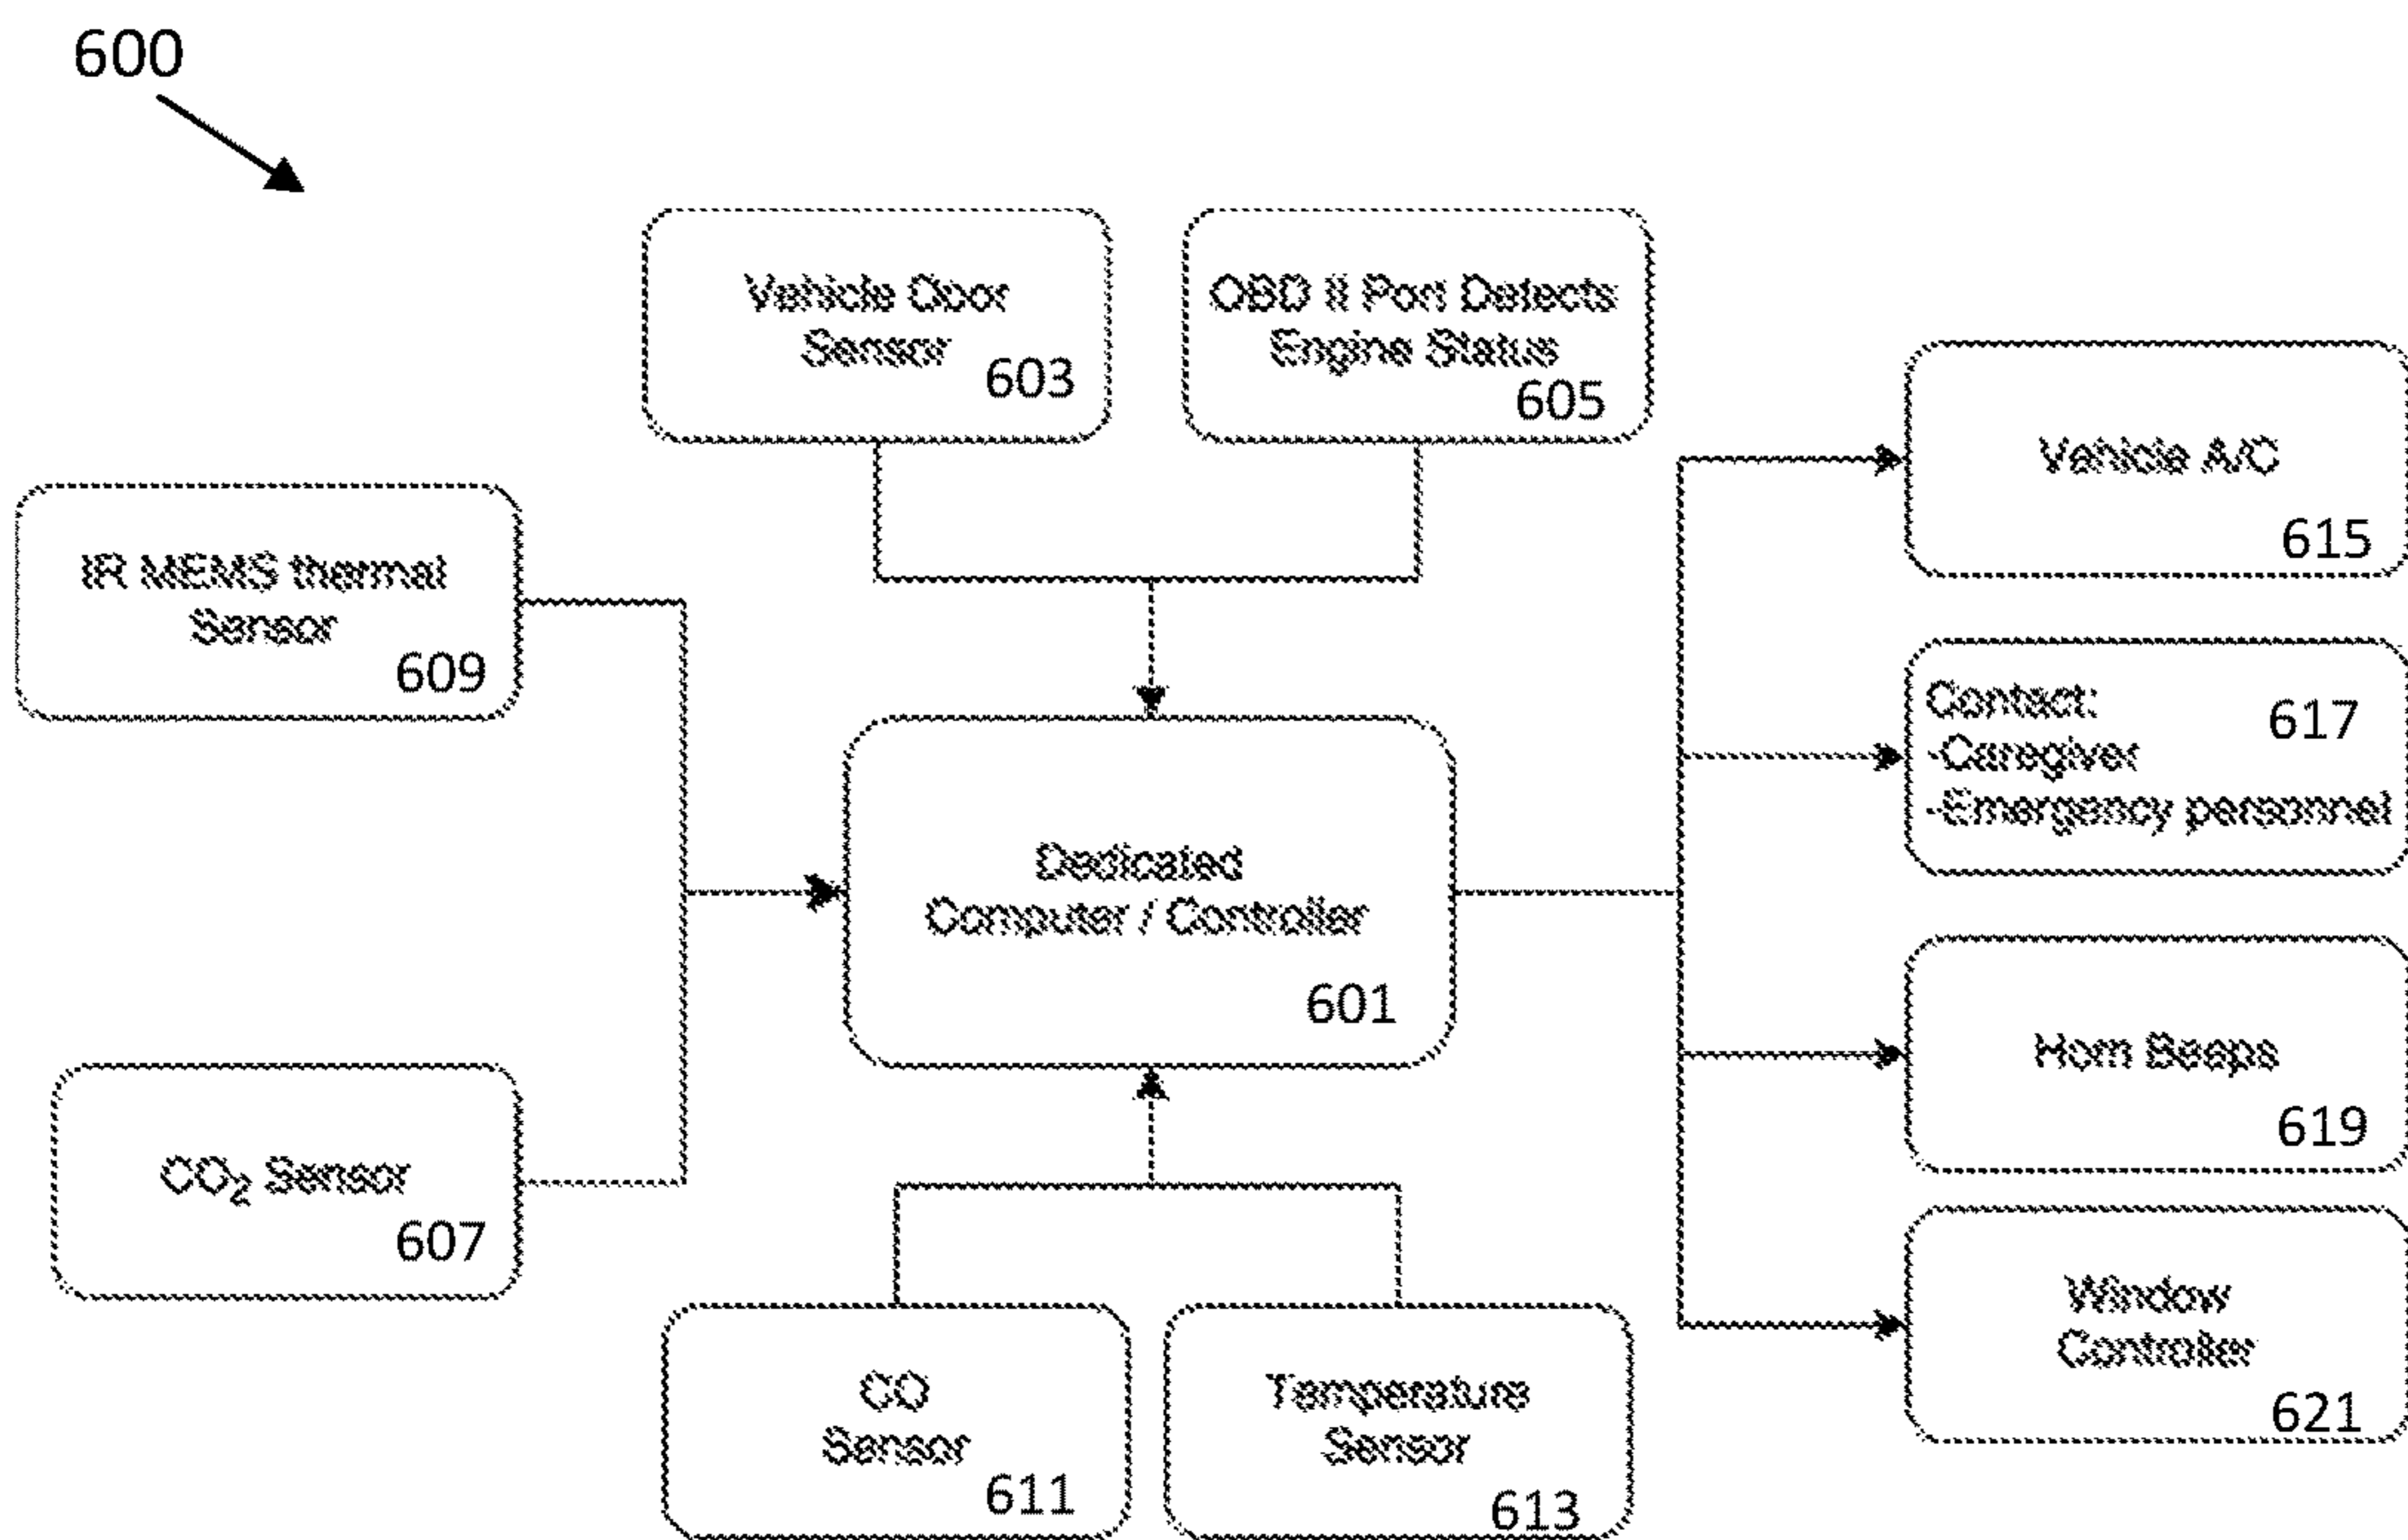 600
Vehicle Door
Sensor
603
OBD II Port Detects
Engine Status
605
IR MEMS thermal
Sensor
609
Vehicle A/C
615
Contact:
617
-Caregiver
-Emergency personnel
Dedicated
Computer / Controller
601
CO₂ Sensor
607
Horn Beeps
619
CO
Sensor
611
Temperature
Sensor
613
Window
Controller
621